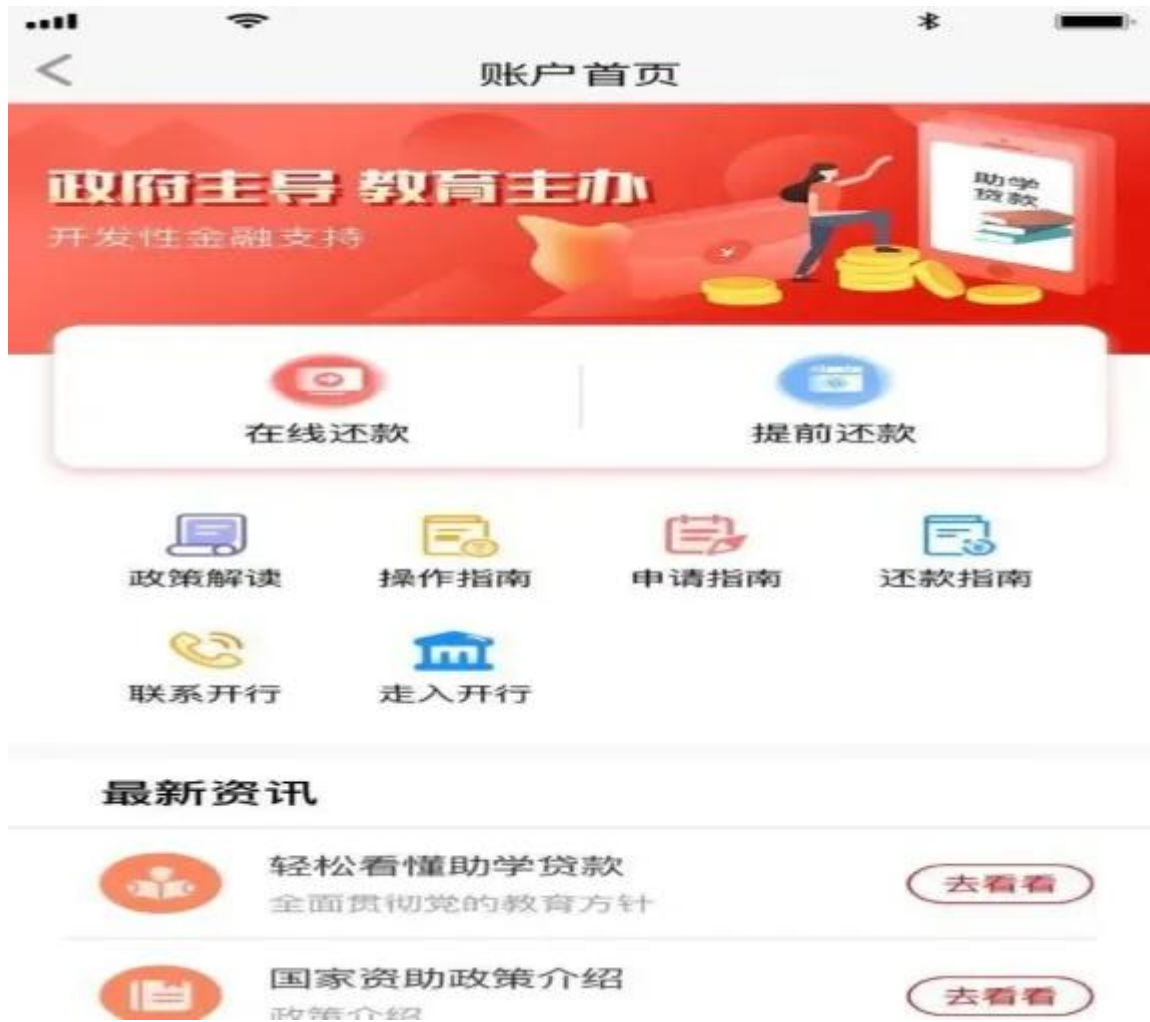 账户首页
政府主导 教育主办
开发性金融支持
助学
贷款
在线还款
提前还款
政策解读
操作指南
申请指南
还款指南
联系开行
走入开行
最新资讯
轻松看懂助学贷款
全面贯彻党的教育方针
去看看
国家资助政策介绍
政策介绍
去看看